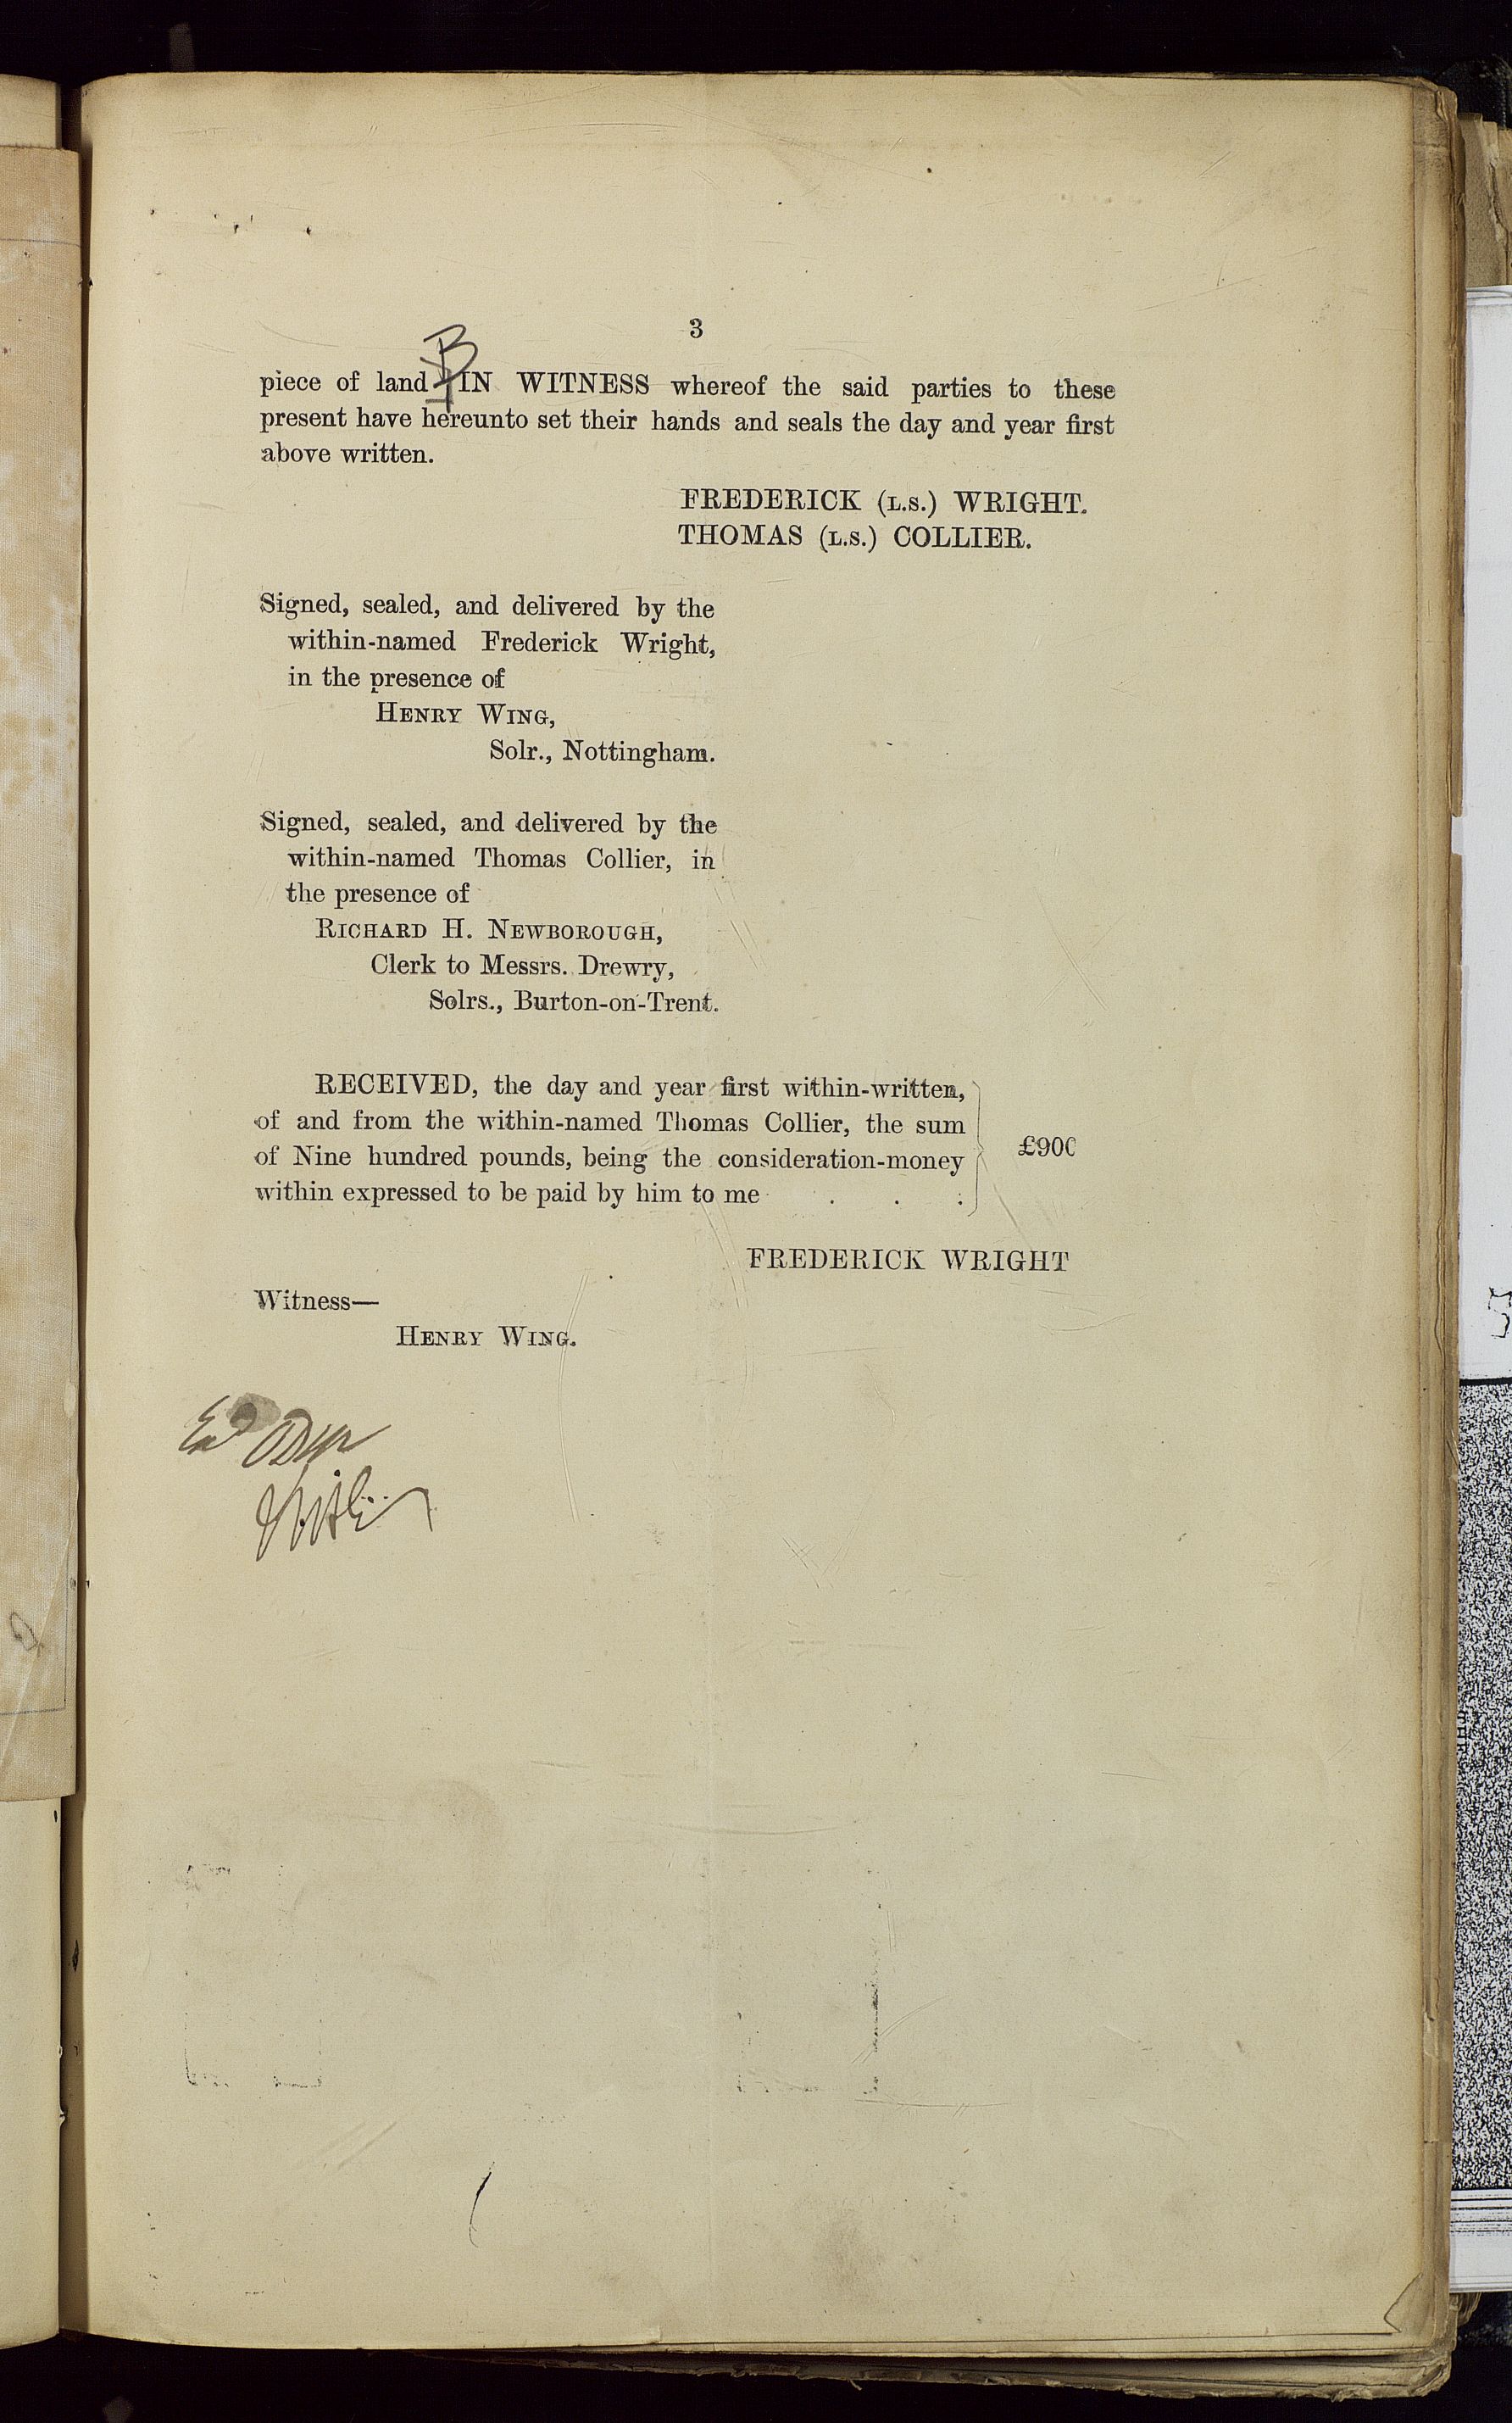 3
B
piece of land IN WITNESS whereof the said parties to these
present have hereunto set their hands and seals the day and year first
above written.
FREDERICK (L.S.) WRIGHT.
THOMAS (L.S.) COLLIER.
Signed, sealed, and delivered by the
within-named Frederick Wright,
in the presence of
HENRY WING,
Solr., Nottingham.
Signed, sealed, and delivered by the
within-named Thomas Collier, in
the presence of
RICHARD H. NEWBOROUGH,
Clerk to Messrs. Drewry,
Solrs., Burton-on-Trent.
RECEIVED, the day and year first within-written,
of and from the within-named Thomas Collier, the sum
of Nine hundred pounds, being the consideration-money
within expressed to be paid by him to me . . .
£900
FREDERICK WRIGHT
Witness—
HENRY WING.